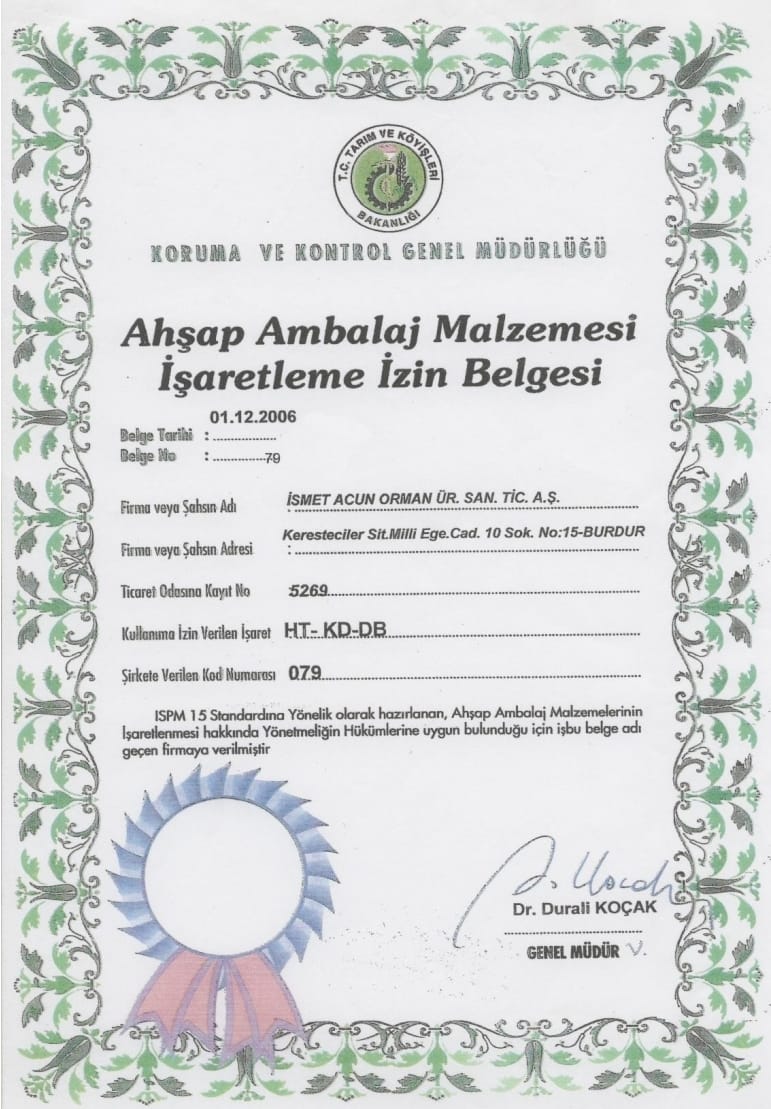 T.C. TARIM VE KÖYİŞLERİ
BAKANLIĞI
KORUMA VE KONTROL GENEL MÜDÜRLÜĞÜ
Ahşap Ambalaj Malzemesi
İşaretleme İzin Belgesi
01.12.2006
Belge Tarihi : ....................
Belge No : ................79
Firma veya Şahsın Adı : İSMET ACUN ORMAN ÜR. SAN. TİC. A.Ş.
Firma veya Şahsın Adresi : Keresteciler Sit.Milli Ege.Cad. 10 Sok. No:15-BURDUR
Ticaret Odasına Kayıt No : 5269
Kullanıma İzin Verilen İşaret HT- KD-DB
Şirkete Verilen Kod Numarası 079
ISPM 15 Standardına Yönelik olarak hazırlanan, Ahşap Ambalaj Malzemelerinin
İşaretlenmesi hakkında Yönetmeliğin Hükümlerine uygun bulunduğu için işbu belge adı
geçen firmaya verilmiştir
D. Koçak
Dr. Durali KOÇAK
GENEL MÜDÜR V.